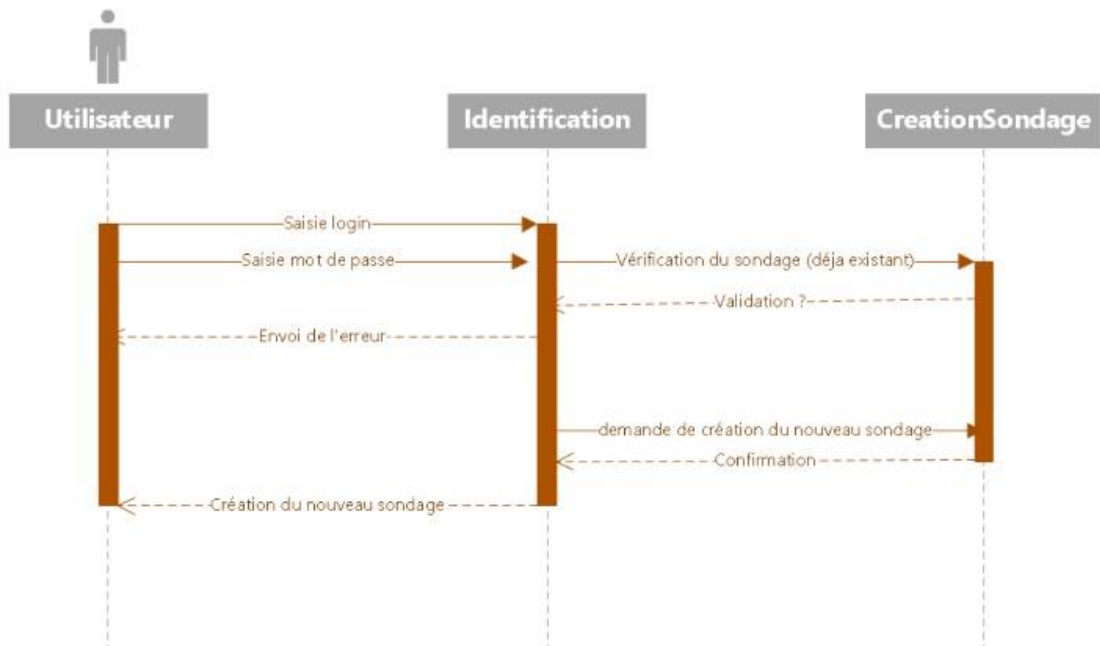 Utilisateur
Identification
CreationSondage
Saisie login
Saisie mot de passe
Vérification du sondage (déja existant)
Validation ?
Envoi de l'erreur
demande de création du nouveau sondage
Confirmation
Création du nouveau sondage